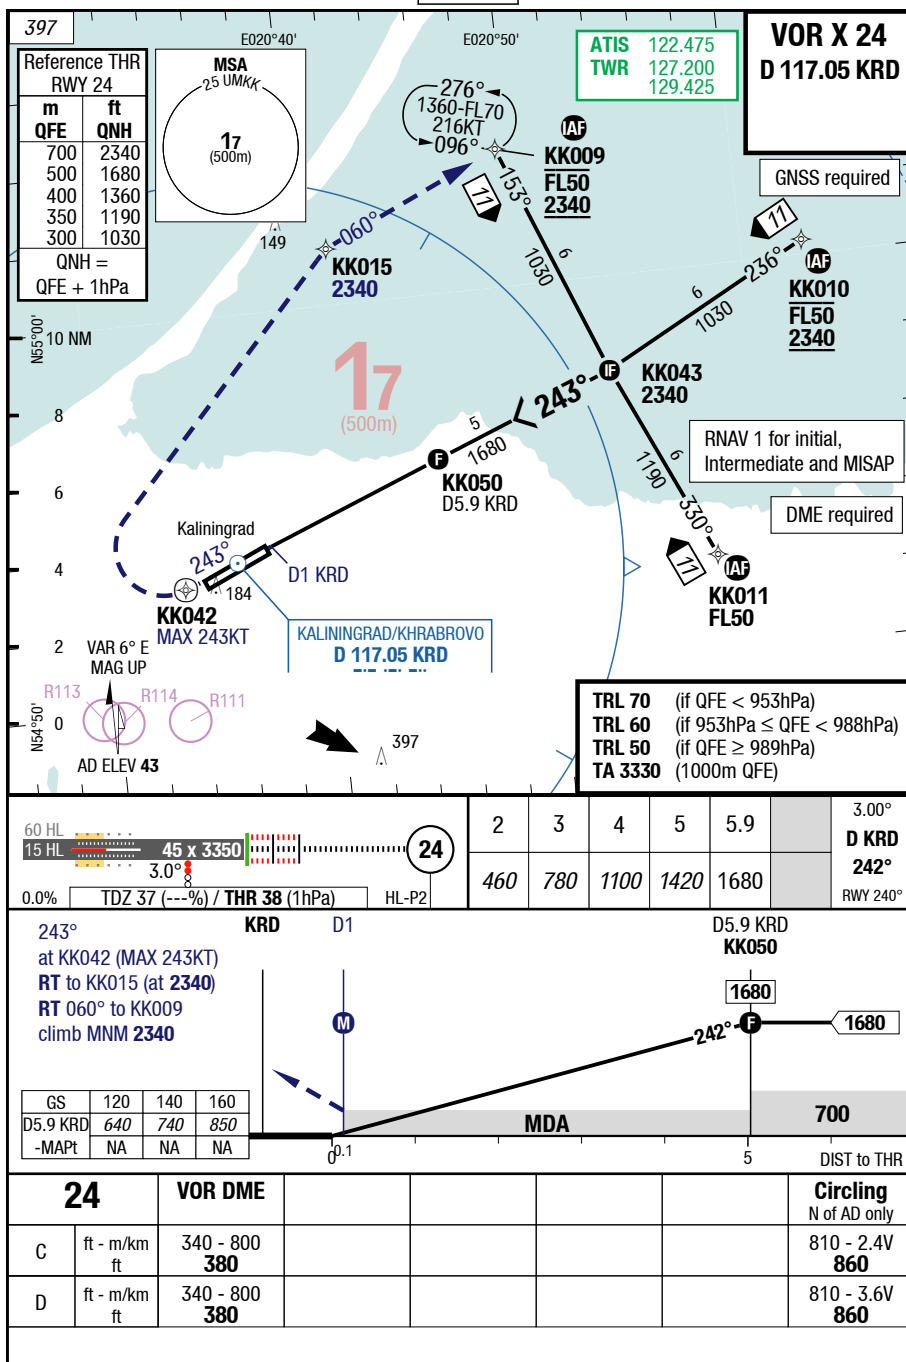 397
E020°40'
E020°50'
ATIS 122.475
TWR 127.200
129.425
VOR X 24
D 117.05 KRD
Reference THR
RWY 24
m ft
QFE QNH
700 2340
500 1680
400 1360
350 1190
300 1030
QNH =
QFE + 1hPa
MSA
25 UMKK
17
(500m)
276°
1360-FL70
216KT
096°
IAF
KK009
FL50
2340
GNSS required
11
153°
6
1030
11
236°
IAF
KK010
FL50
2340
6
1030
149
060°
KK015
2340
N55°00'
10 NM
17
(500m)
IF
KK043
2340
243°
5
1680
8
RNAV 1 for initial,
Intermediate and MISAP
6
1190
330°
F
KK050
D5.9 KRD
6
DME required
Kaliningrad
243°
D1 KRD
184
4
KK042
MAX 243KT
11
IAF
KK011
FL50
KALININGRAD/KHRABROVO
D 117.05 KRD
2
VAR 6° E
MAG UP
R113
R114
R111
N54°50'
0
AD ELEV 43
397
TRL 70 (if QFE < 953hPa)
TRL 60 (if 953hPa ≤ QFE < 988hPa)
TRL 50 (if QFE ≥ 989hPa)
TA 3330 (1000m QFE)
60 HL
15 HL
45 x 3350
24
3.0°
0.0%
TDZ 37 (---%) / THR 38 (1hPa)
HL-P2
2 3 4 5 5.9
460 780 1100 1420 1680
3.00°
D KRD
242°
RWY 240°
243°
at KK042 (MAX 243KT)
RT to KK015 (at 2340)
RT 060° to KK009
climb MNM 2340
KRD
D1
D5.9 KRD
KK050
1680
M
242°
F
1680
GS 120 140 160
D5.9 KRD 640 740 850
-MAPt NA NA NA
MDA
700
0
0.1
5
DIST to THR
24 VOR DME Circling
N of AD only
C ft - m/km 340 - 800 810 - 2.4V
ft 380 860
D ft - m/km 340 - 800 810 - 3.6V
ft 380 860